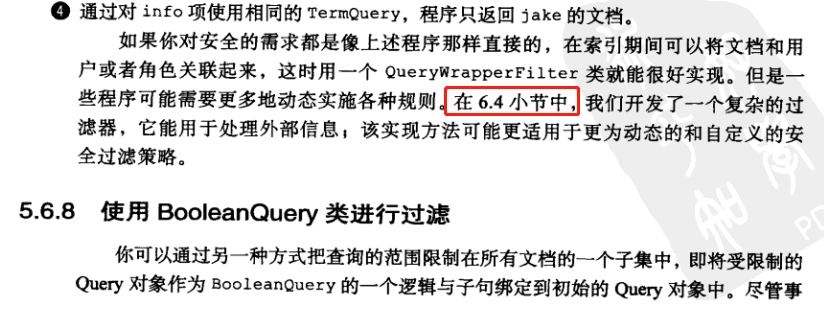 ❹ 通过对 info 项使用相同的 TermQuery，程序只返回 jake 的文档。
如果你对安全的需求都是像上述程序那样直接的，在索引期间可以将文档和用
户或者角色关联起来，这时用一个 QueryWrapperFilter 类就能很好实现。但是一
些程序可能需要更多地动态实施各种规则。在 6.4 小节中，我们开发了一个复杂的过
滤器，它能用于处理外部信息；该实现方法可能更适用于更为动态的和自定义的安
全过滤策略。
5.6.8 使用 BooleanQuery 类进行过滤
你可以通过另一种方式把查询的范围限制在所有文档的一个子集中，即将受限制的
Query 对象作为 BooleanQuery 的一个逻辑与子句绑定到初始的 Query 对象中。尽管事
PD